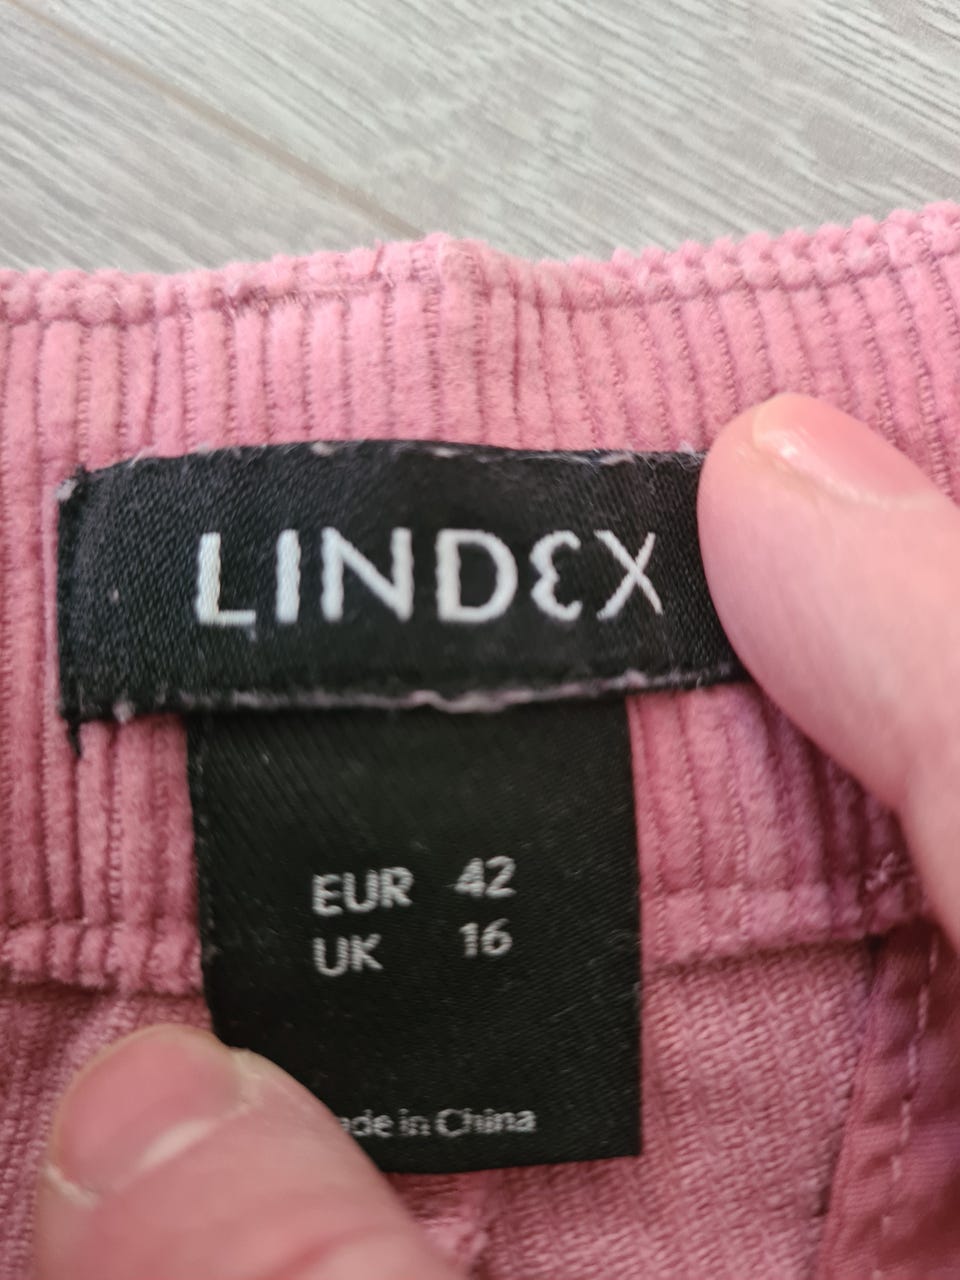 LINDEX
EUR 42
UK 16
ade in China